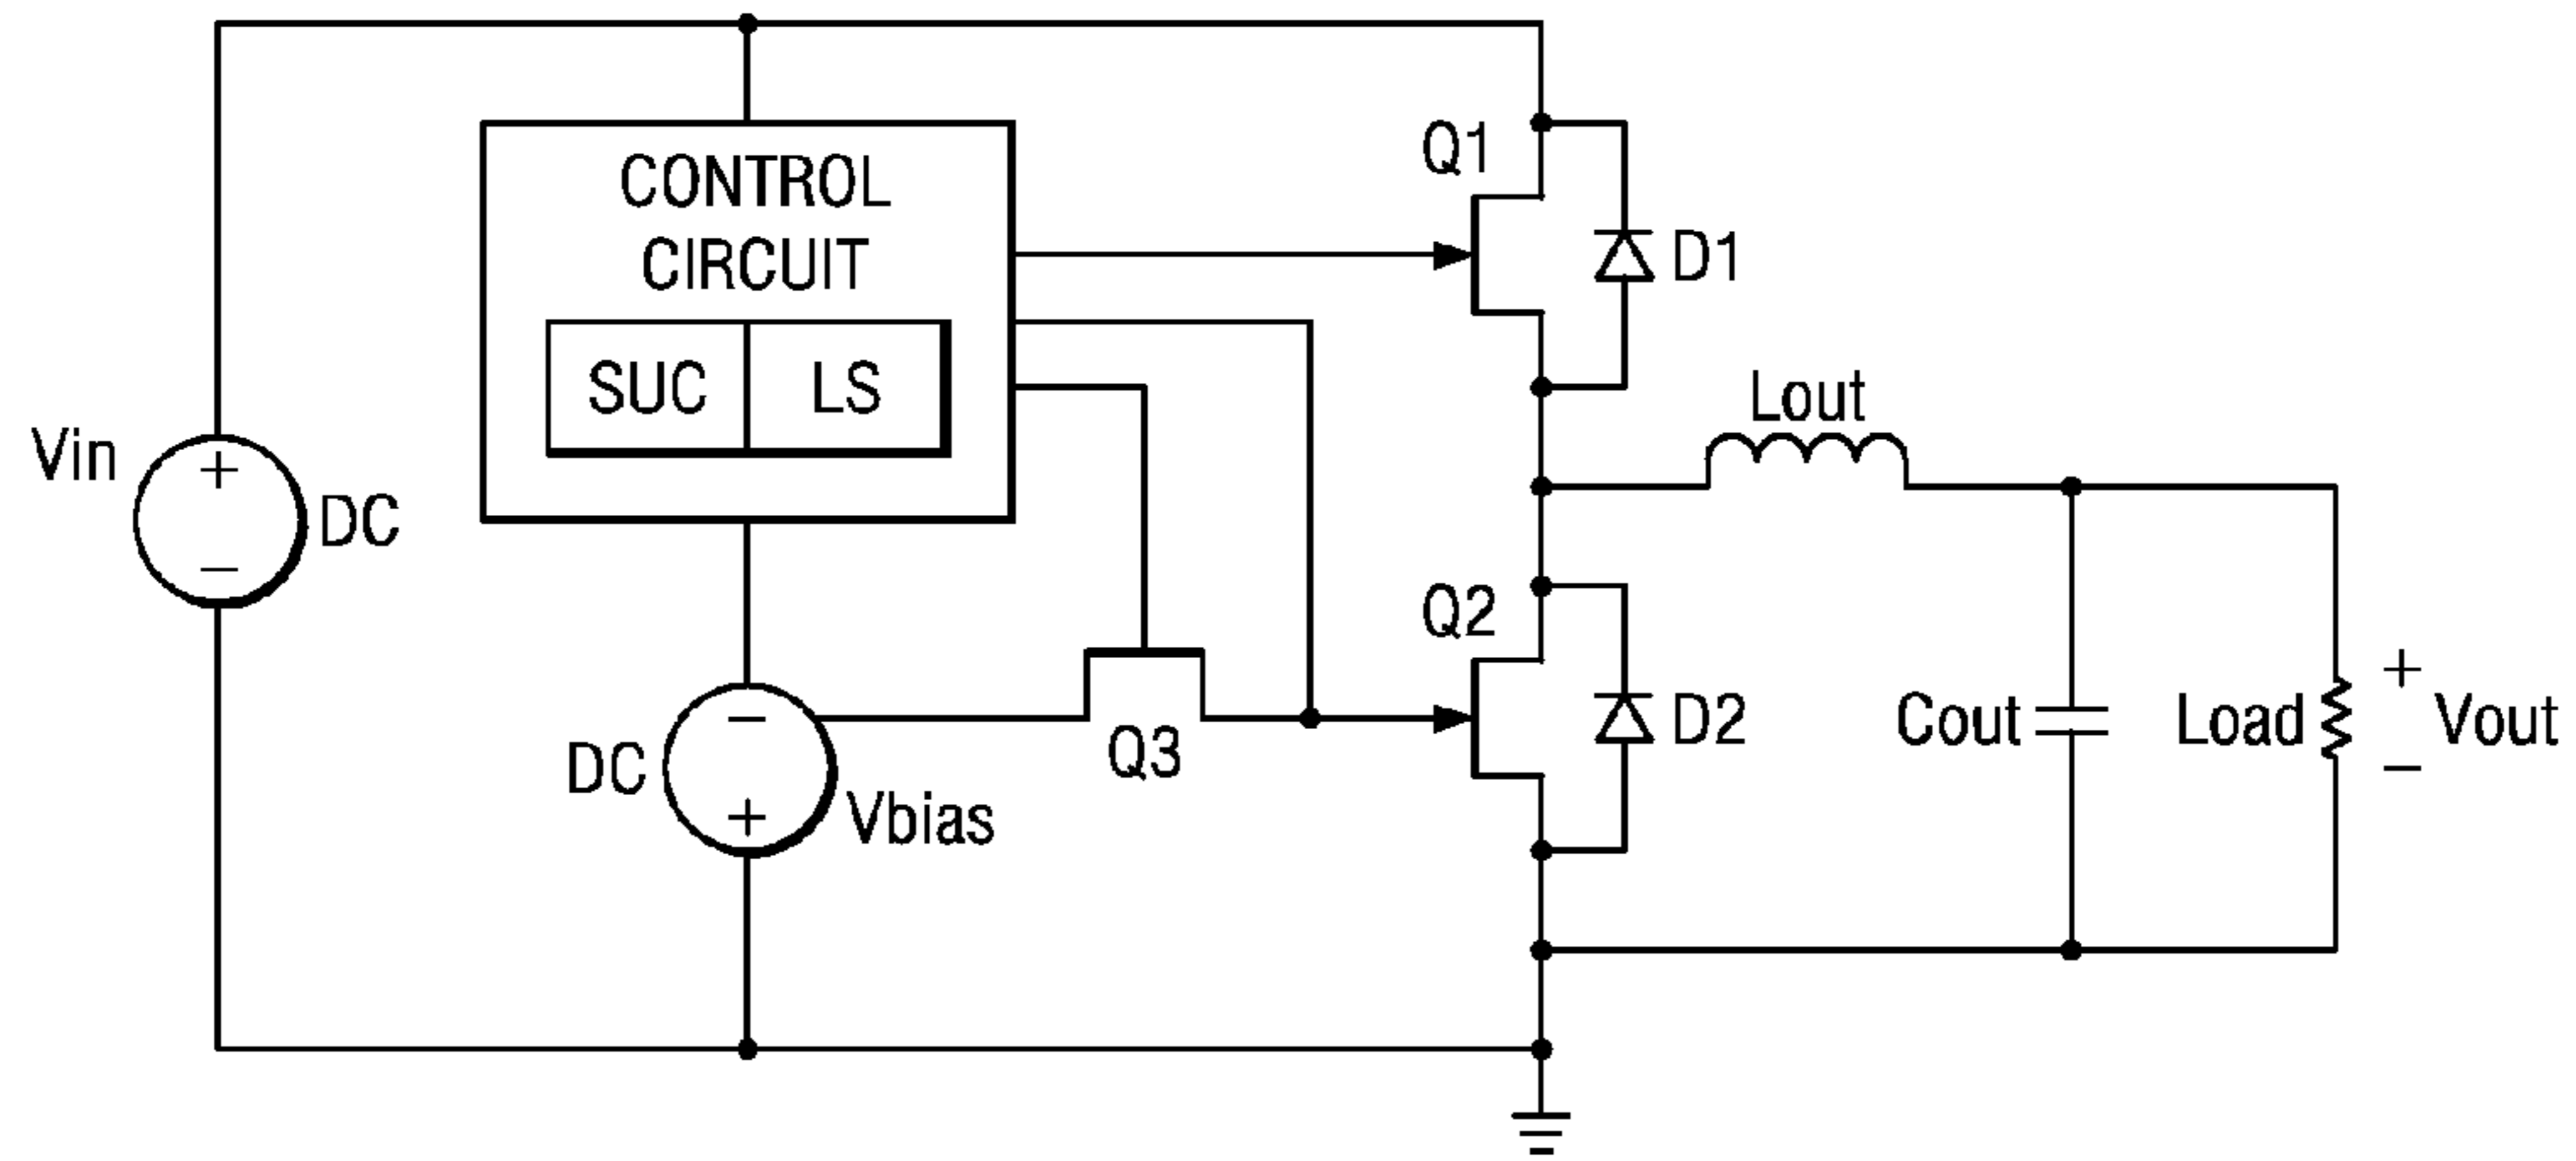 CONTROL
CIRCUIT
SUC
LS
Q1
D1
Lout
Vin
+
−
DC
Q2
D2
Q3
DC
−
+
Vbias
Cout
Load
+
Vout
−